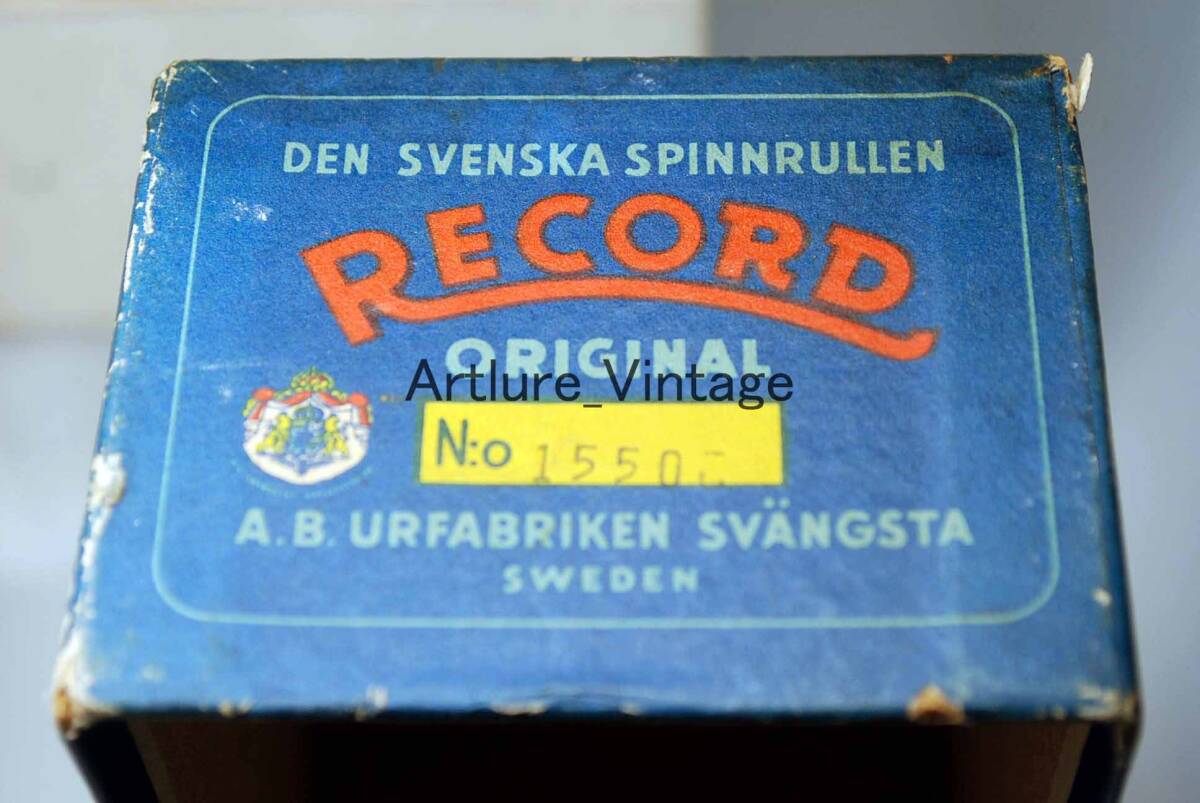 DEN SVENSKA SPINNRULLEN
RECORD
ORIGINAL
Artlure_Vintage
N:o
A.B. URFABRIKEN SVÄNGSTA
SWEDEN